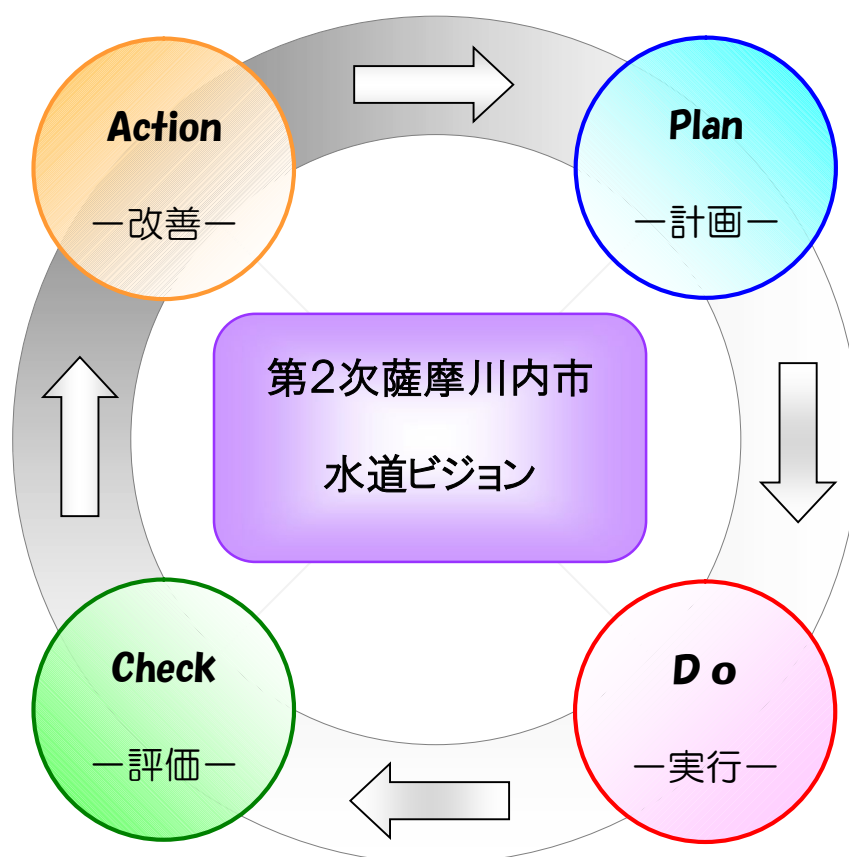 Action
ー改善ー
Plan
ー計画ー
第2次薩摩川内市
水道ビジョン
Check
ー評価ー
Do
ー実行ー